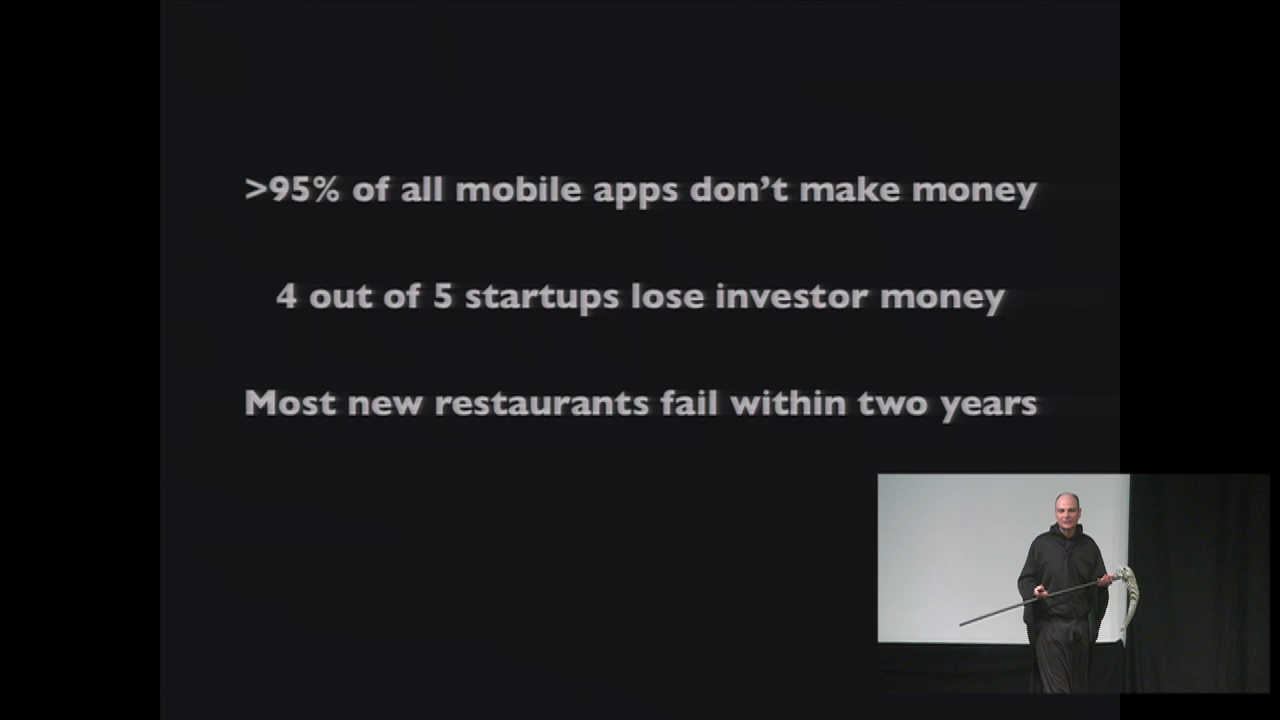 >95% of all mobile apps don’t make money
4 out of 5 startups lose investor money
Most new restaurants fail within two years